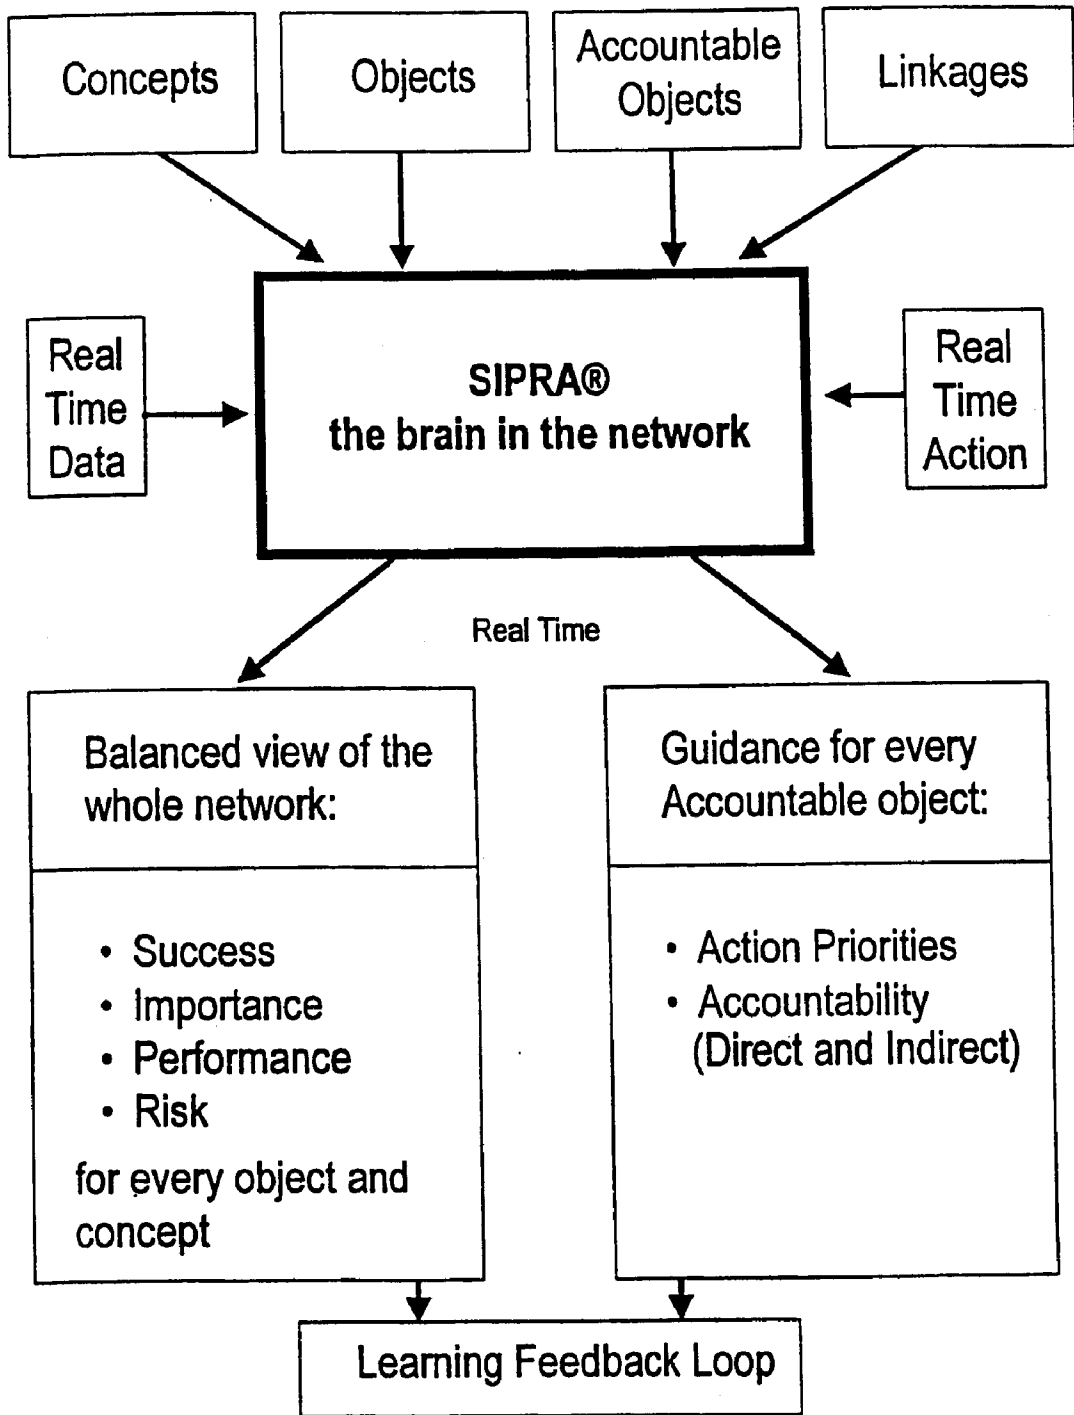 Concepts
Objects
Accountable
Objects
Linkages
Real
Time
Data
SIPRA®
the brain in the network
Real
Time
Action
Real Time
Balanced view of the
whole network:
• Success
• Importance
• Performance
• Risk
for every object and
concept
Guidance for every
Accountable object:
• Action Priorities
• Accountability
(Direct and Indirect)
Learning Feedback Loop